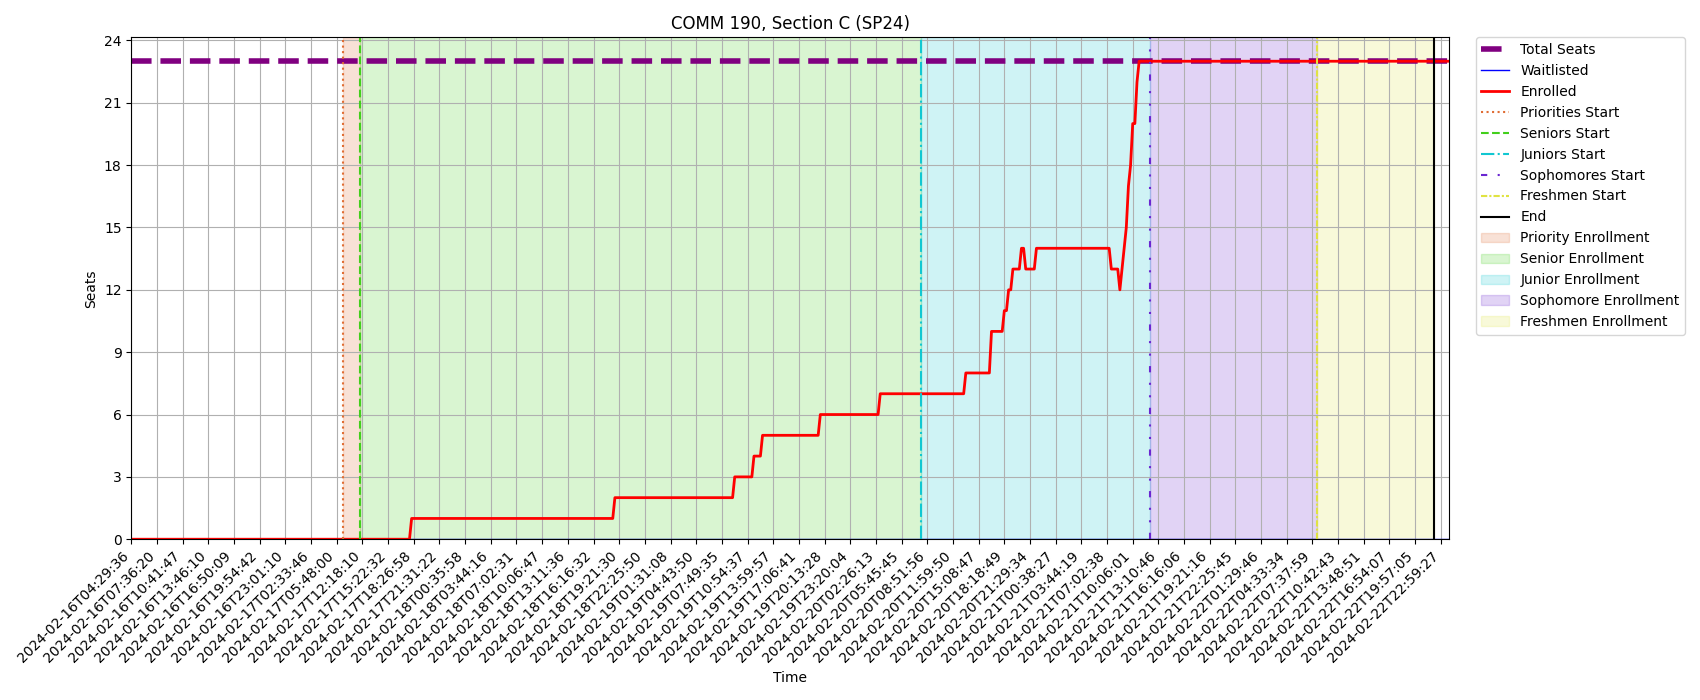 COMM 190, Section C (SP24)
24
21
18
15
12
9
6
3
0
Seats
2024-02-16T04:29:36
2024-02-16T07:36:20
2024-02-16T10:41:47
2024-02-16T13:46:10
2024-02-16T16:50:09
2024-02-16T19:54:42
2024-02-16T23:01:10
2024-02-17T02:33:46
2024-02-17T05:48:00
2024-02-17T12:18:10
2024-02-17T15:22:32
2024-02-17T18:26:58
2024-02-17T21:31:22
2024-02-18T00:35:58
2024-02-18T03:44:16
2024-02-18T07:02:31
2024-02-18T10:06:47
2024-02-18T13:11:36
2024-02-18T16:16:32
2024-02-18T19:21:30
2024-02-18T22:25:50
2024-02-19T01:31:08
2024-02-19T04:43:50
2024-02-19T07:49:35
2024-02-19T10:54:37
2024-02-19T13:59:57
2024-02-19T17:06:41
2024-02-19T20:13:28
2024-02-19T23:20:04
2024-02-20T02:26:13
2024-02-20T05:45:45
2024-02-20T08:51:56
2024-02-20T11:59:50
2024-02-20T15:08:47
2024-02-20T18:18:49
2024-02-20T21:29:34
2024-02-21T00:38:27
2024-02-21T03:44:19
2024-02-21T07:02:38
2024-02-21T10:06:01
2024-02-21T13:10:46
2024-02-21T16:16:06
2024-02-21T19:21:16
2024-02-21T22:25:45
2024-02-22T01:29:46
2024-02-22T04:33:34
2024-02-22T07:37:59
2024-02-22T10:42:43
2024-02-22T13:48:51
2024-02-22T16:54:07
2024-02-22T19:57:05
2024-02-22T22:59:27
Time
Total Seats
Waitlisted
Enrolled
Priorities Start
Seniors Start
Juniors Start
Sophomores Start
Freshmen Start
End
Priority Enrollment
Senior Enrollment
Junior Enrollment
Sophomore Enrollment
Freshmen Enrollment